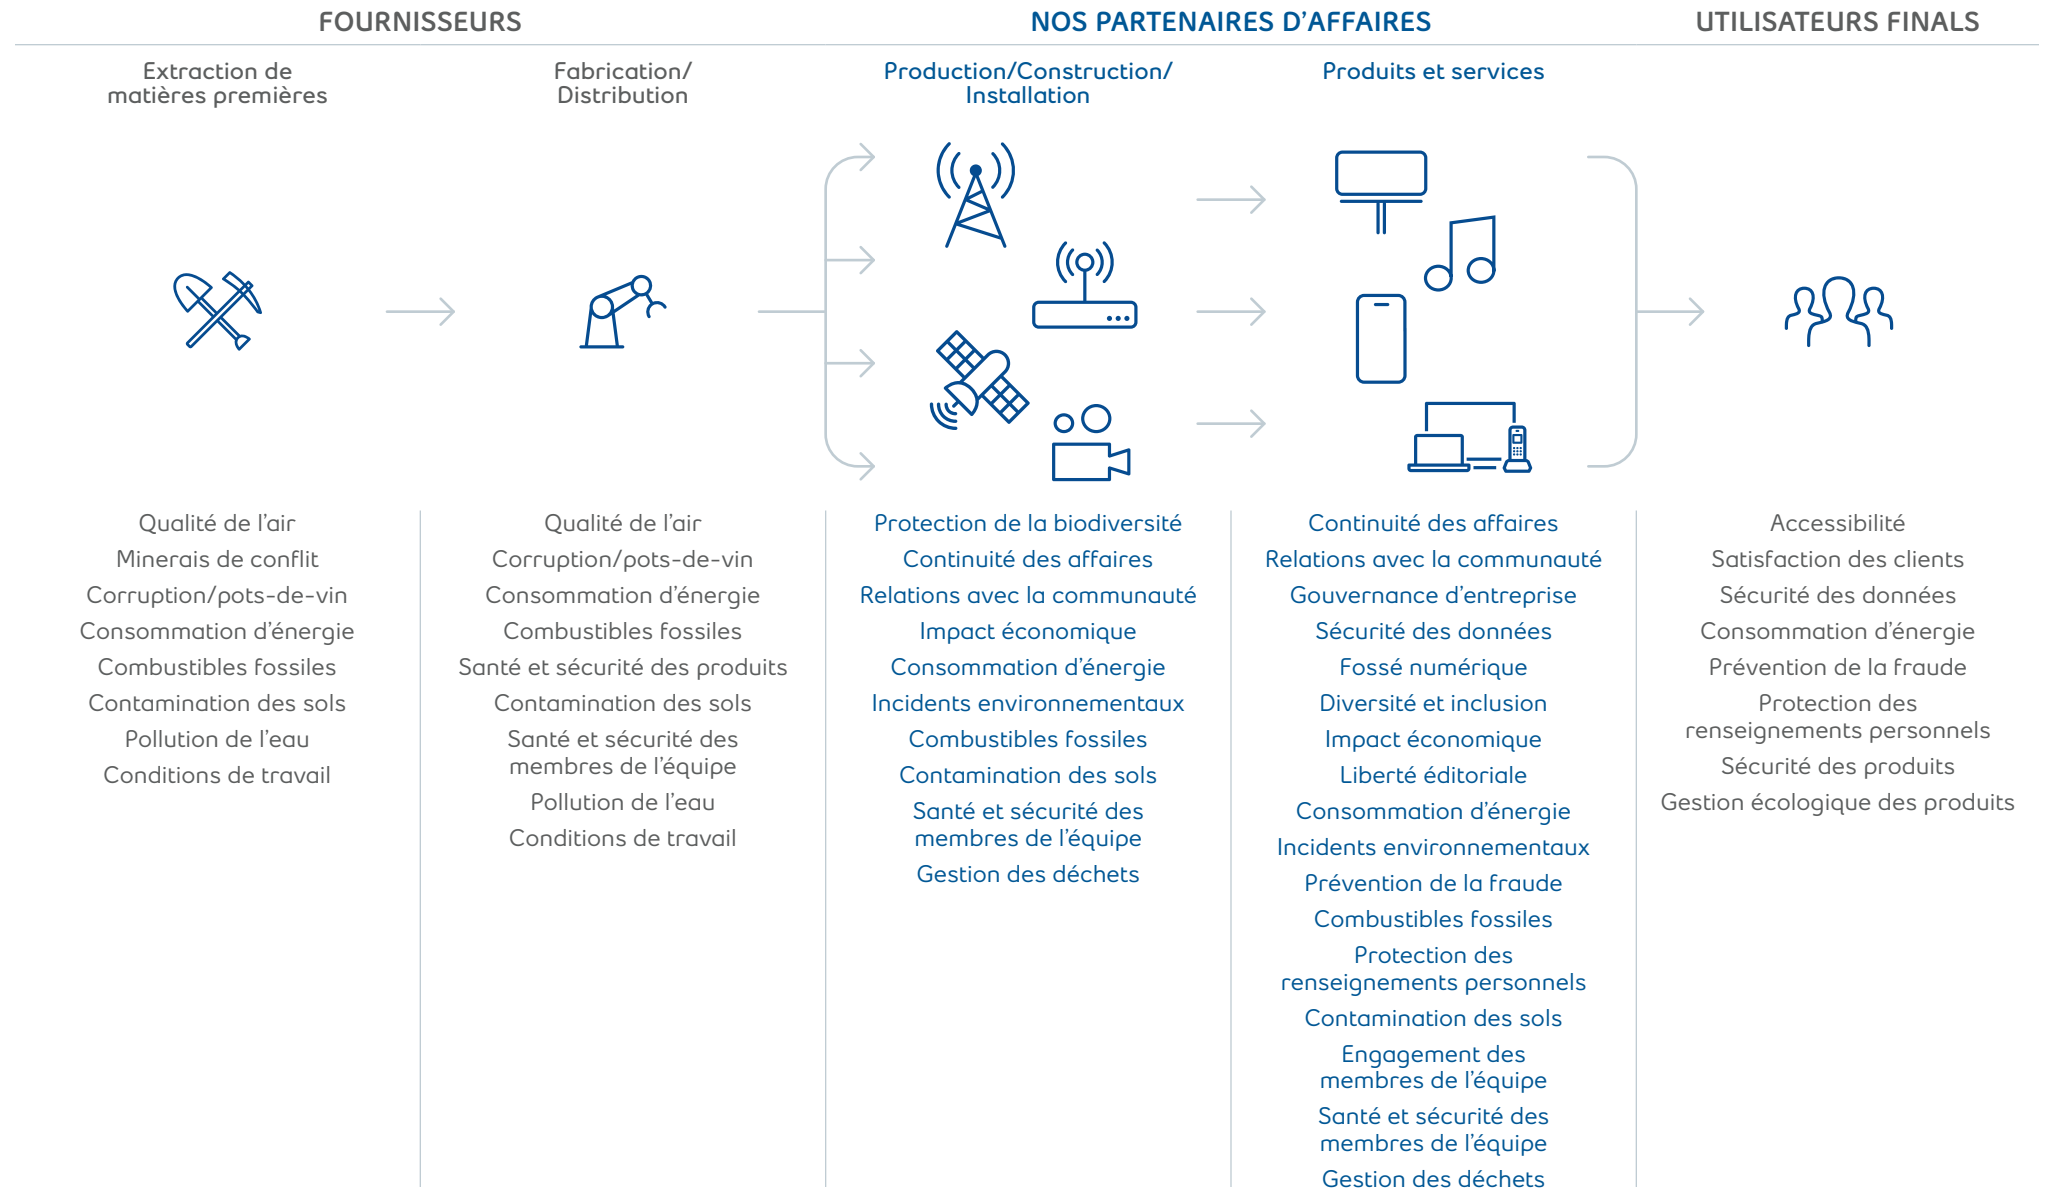 FOURNISSEURS
NOS PARTENAIRES D’AFFAIRES
UTILISATEURS FINALS
Extraction de
matières premières
Fabrication/
Distribution
Production/Construction/
Installation
Produits et services
Qualité de l’air
Minerais de conflit
Corruption/pots-de-vin
Consommation d’énergie
Combustibles fossiles
Contamination des sols
Pollution de l’eau
Conditions de travail
Qualité de l’air
Corruption/pots-de-vin
Consommation d’énergie
Combustibles fossiles
Santé et sécurité des produits
Contamination des sols
Santé et sécurité des
membres de l’équipe
Pollution de l’eau
Conditions de travail
Protection de la biodiversité
Continuité des affaires
Relations avec la communauté
Impact économique
Consommation d’énergie
Incidents environnementaux
Combustibles fossiles
Contamination des sols
Santé et sécurité des
membres de l’équipe
Gestion des déchets
Continuité des affaires
Relations avec la communauté
Gouvernance d’entreprise
Sécurité des données
Fossé numérique
Diversité et inclusion
Impact économique
Liberté éditoriale
Consommation d’énergie
Incidents environnementaux
Prévention de la fraude
Combustibles fossiles
Protection des
renseignements personnels
Contamination des sols
Engagement des
membres de l’équipe
Santé et sécurité des
membres de l’équipe
Gestion des déchets
Accessibilité
Satisfaction des clients
Sécurité des données
Consommation d’énergie
Prévention de la fraude
Protection des
renseignements personnels
Sécurité des produits
Gestion écologique des produits